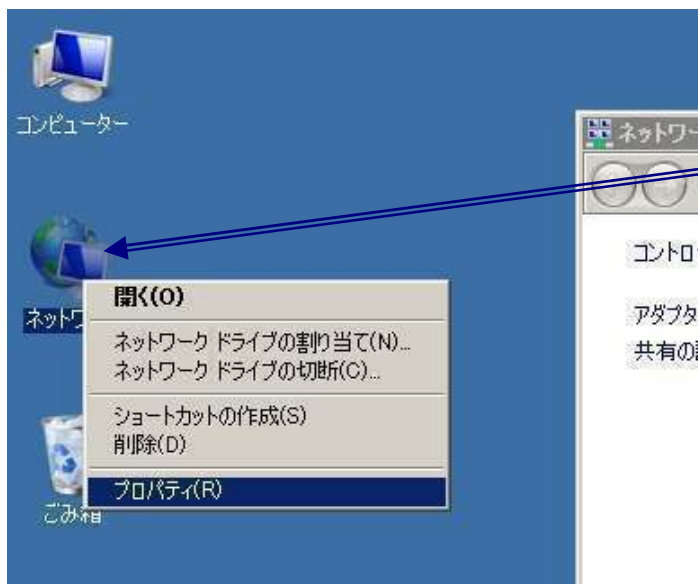 コンピューター
ネットワ
開く(O)
ネットワーク ドライブの割り当て(N)...
ネットワーク ドライブの切断(C)...
ショートカットの作成(S)
削除(D)
プロパティ(R)
ごみ箱
ネットワー
コントロ
アダプタ
共有の